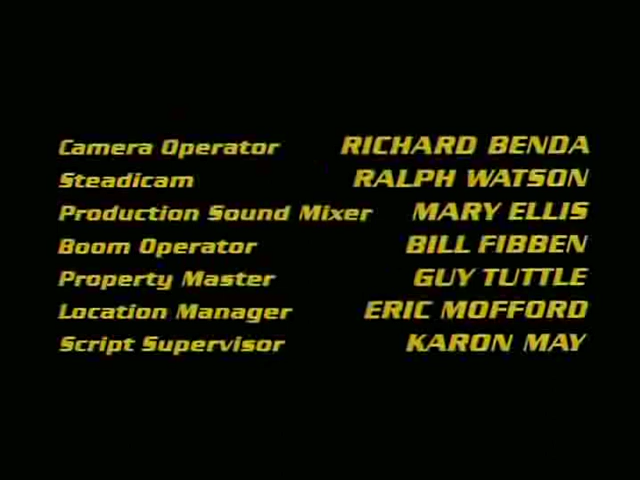 Camera Operator RICHARD BENDA
Steadicam RALPH WATSON
Production Sound Mixer MARY ELLIS
Boom Operator BILL FIBBEN
Property Master GUY TUTTLE
Location Manager ERIC MOFFORD
Script Supervisor KARON MAY